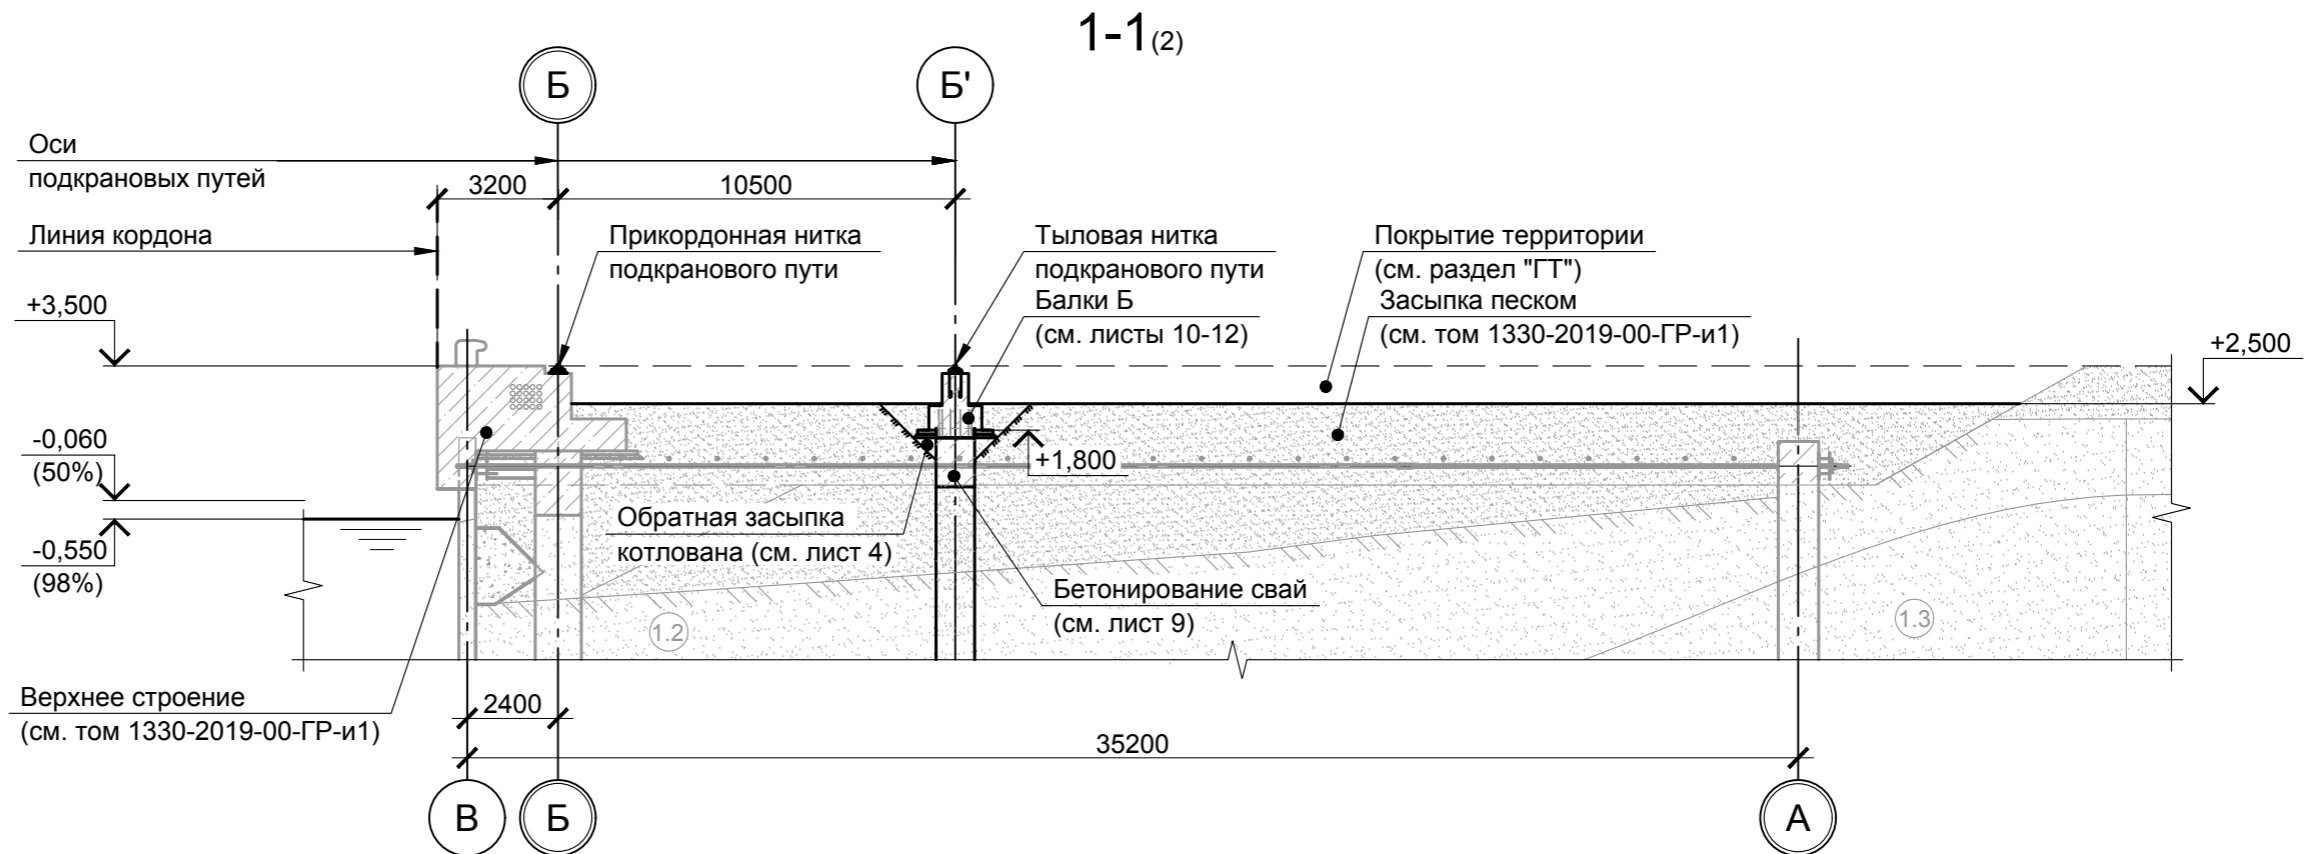 1-1(2)
Б
Б'
Оси
подкрановых путей
3200
10500
Линия кордона
Прикордонная нитка
подкранового пути
Тыловая нитка
подкранового пути
Балки Б
(см. листы 10-12)
Покрытие территории
(см. раздел "ГТ")
Засыпка песком
(см. том 1330-2019-00-ГР-и1)
+3,500
+2,500
-0,060
(50%)
+1,800
-0,550
(98%)
Обратная засыпка
котлована (см. лист 4)
Бетонирование свай
(см. лист 9)
1.2
1.3
Верхнее строение
(см. том 1330-2019-00-ГР-и1)
2400
35200
В
Б
А